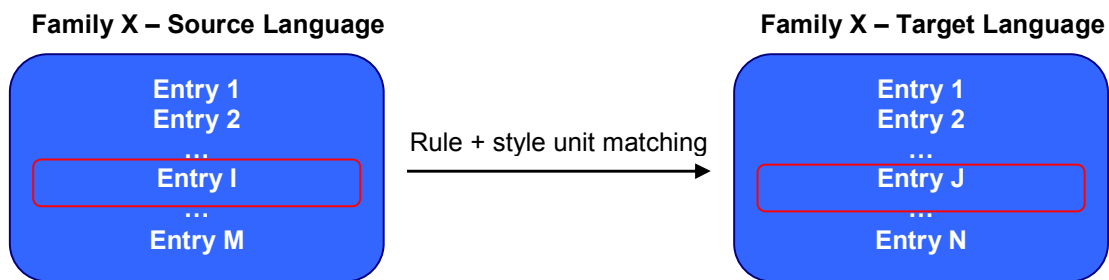 Family X – Source Language
Family X – Target Language
Entry 1
Entry 2
...
Entry I
...
Entry M
Rule + style unit matching
Entry 1
Entry 2
...
Entry J
...
Entry N